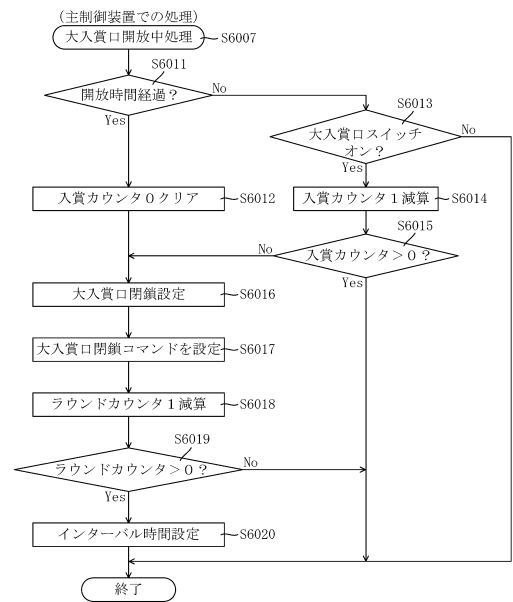 (主制御装置での処理)
大入賞口開放中処理
S6007
S6011
開放時間経過？
No
Yes
S6013
大入賞口スイッチ
オン？
No
Yes
入賞カウンタ０クリア
S6012
入賞カウンタ１減算
S6014
S6015
入賞カウンタ＞０？
No
Yes
大入賞口閉鎖設定
S6016
大入賞口閉鎖コマンドを設定
S6017
ラウンドカウンタ１減算
S6018
S6019
ラウンドカウンタ＞０？
No
Yes
インターバル時間設定
S6020
終了